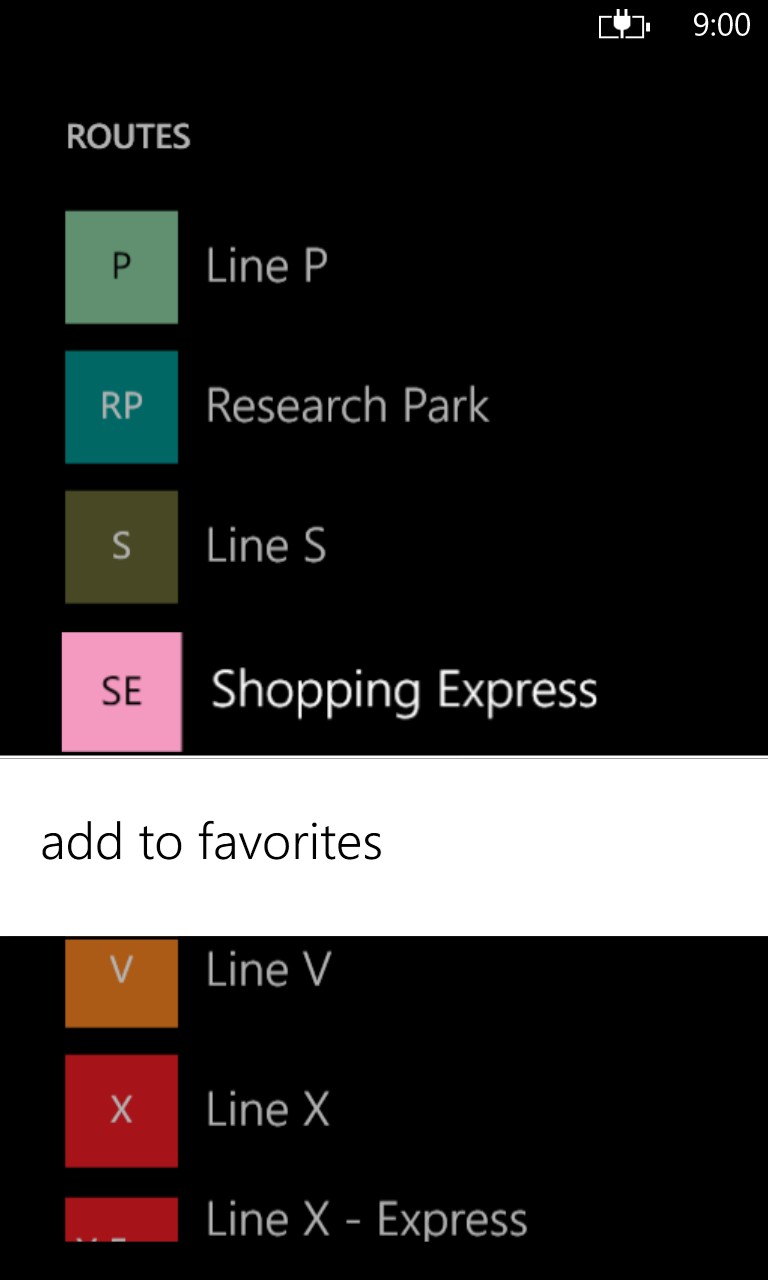 9:00
ROUTES
P Line P
RP Research Park
S Line S
SE Shopping Express
add to favorites
V Line V
X Line X
Line X - Express